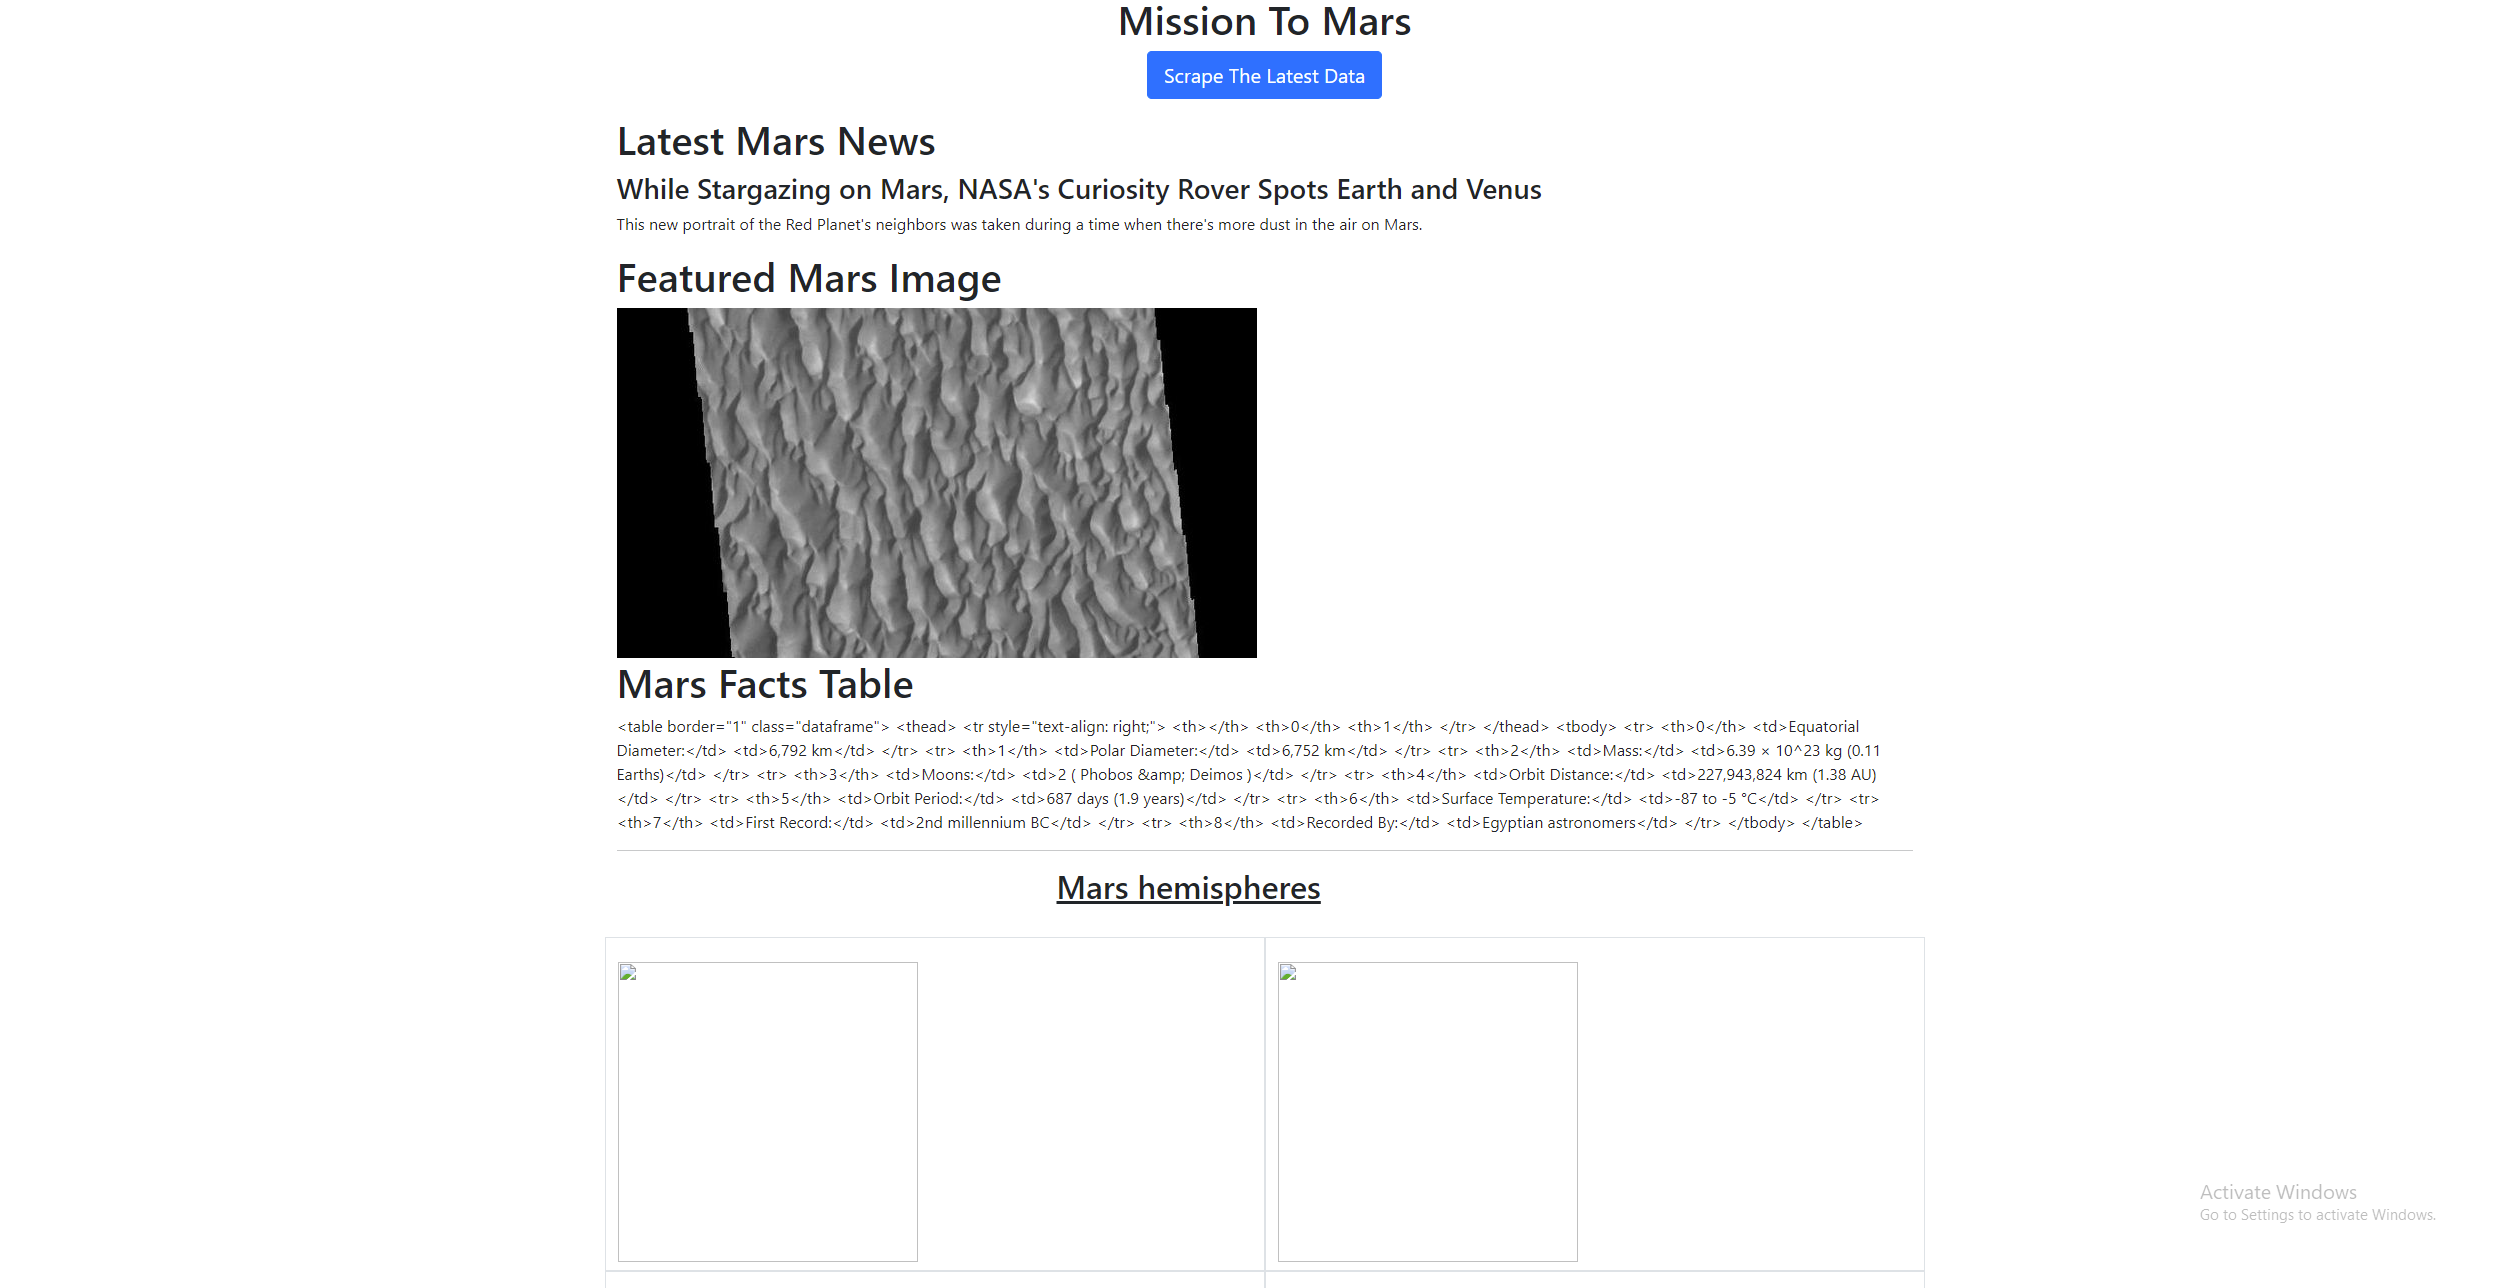 Mission To Mars
Scrape The Latest Data
Latest Mars News
While Stargazing on Mars, NASA's Curiosity Rover Spots Earth and Venus
This new portrait of the Red Planet's neighbors was taken during a time when there's more dust in the air on Mars.
Featured Mars Image
Mars Facts Table
<table border="1" class="dataframe"> <thead> <tr style="text-align: right;"> <th></th> <th>0</th> <th>1</th> </tr> </thead> <tbody> <tr> <th>0</th> <td>Equatorial
Diameter:</td> <td>6,792 km</td> </tr> <tr> <th>1</th> <td>Polar Diameter:</td> <td>6,752 km</td> </tr> <tr> <th>2</th> <td>Mass:</td> <td>6.39 × 10^23 kg (0.11
Earths)</td> </tr> <tr> <th>3</th> <td>Moons:</td> <td>2 ( Phobos &amp; Deimos )</td> </tr> <tr> <th>4</th> <td>Orbit Distance:</td> <td>227,943,824 km (1.38 AU)
</td> </tr> <tr> <th>5</th> <td>Orbit Period:</td> <td>687 days (1.9 years)</td> </tr> <tr> <th>6</th> <td>Surface Temperature:</td> <td>-87 to -5 °C</td> </tr> <tr>
<th>7</th> <td>First Record:</td> <td>2nd millennium BC</td> </tr> <tr> <th>8</th> <td>Recorded By:</td> <td>Egyptian astronomers</td> </tr> </tbody> </table>
Mars hemispheres
Activate Windows
Go to Settings to activate Windows.